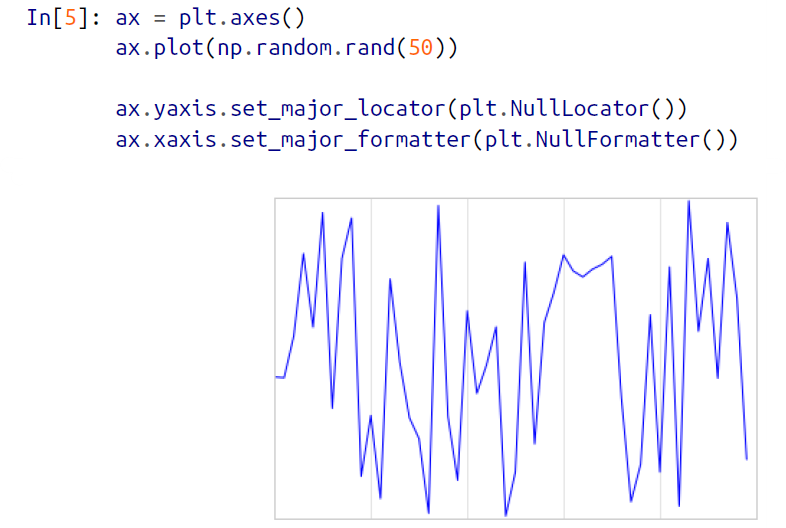 In[5]: ax = plt.axes()
ax.plot(np.random.rand(50))
ax.yaxis.set_major_locator(plt.NullLocator())
ax.xaxis.set_major_formatter(plt.NullFormatter())